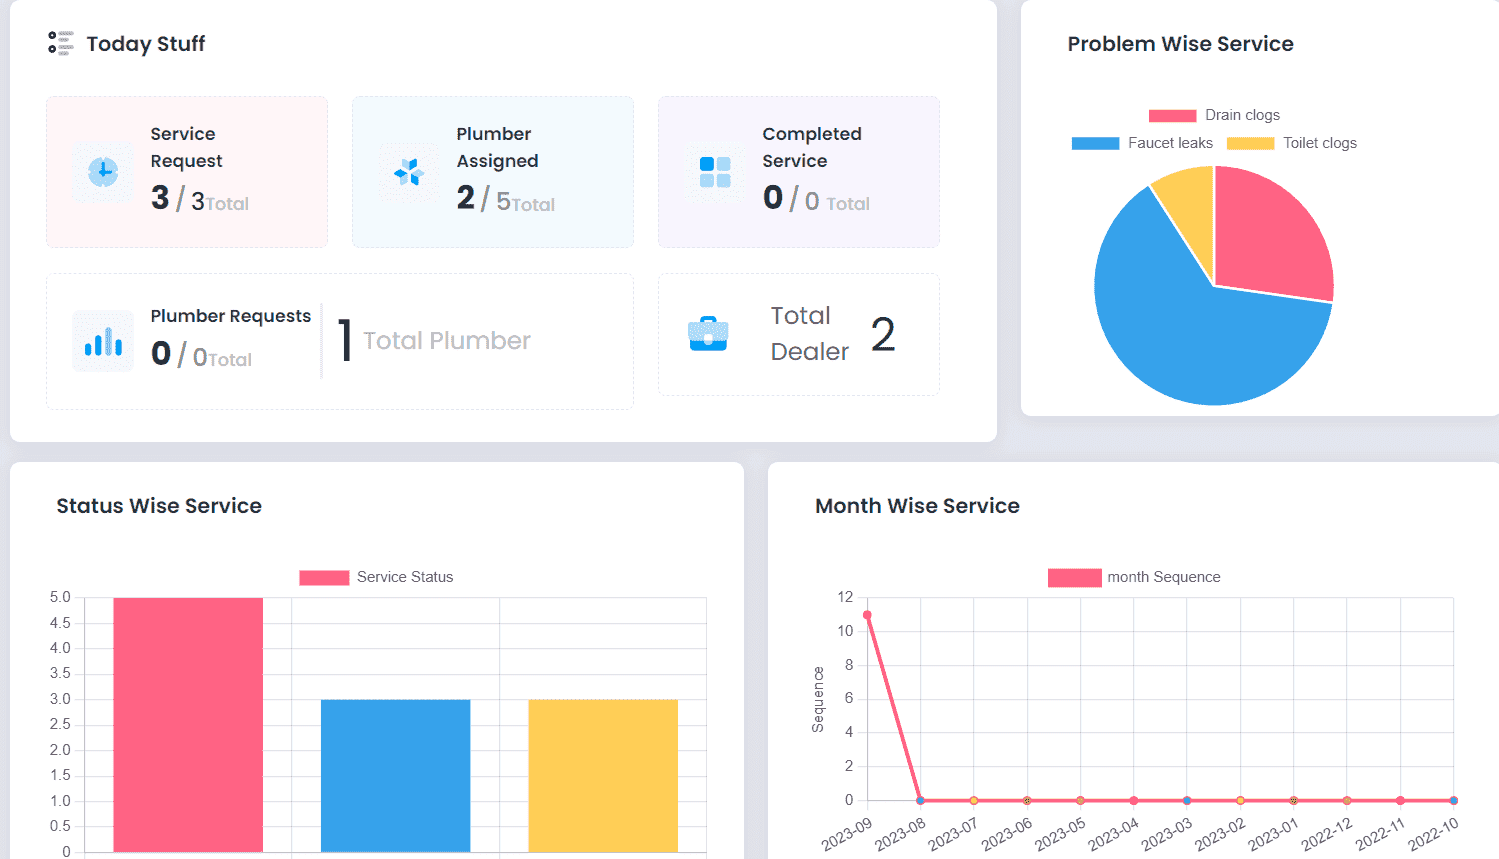 Today Stuff
Service
Request
3 / 3Total
Plumber
Assigned
2 / 5Total
Completed
Service
0 / 0 Total
Plumber Requests
0 / 0Total
1 Total Plumber
Total
Dealer
2
Problem Wise Service
Drain clogs
Faucet leaks Toilet clogs
Status Wise Service
Service Status
5.0
4.5
4.0
3.5
3.0
2.5
2.0
1.5
1.0
0.5
0
Month Wise Service
month Sequence
Sequence
12
10
8
6
4
2
0
2023-09 2023-08 2023-07 2023-06 2023-05 2023-04 2023-03 2023-02 2023-01 2022-12 2022-11 2022-10